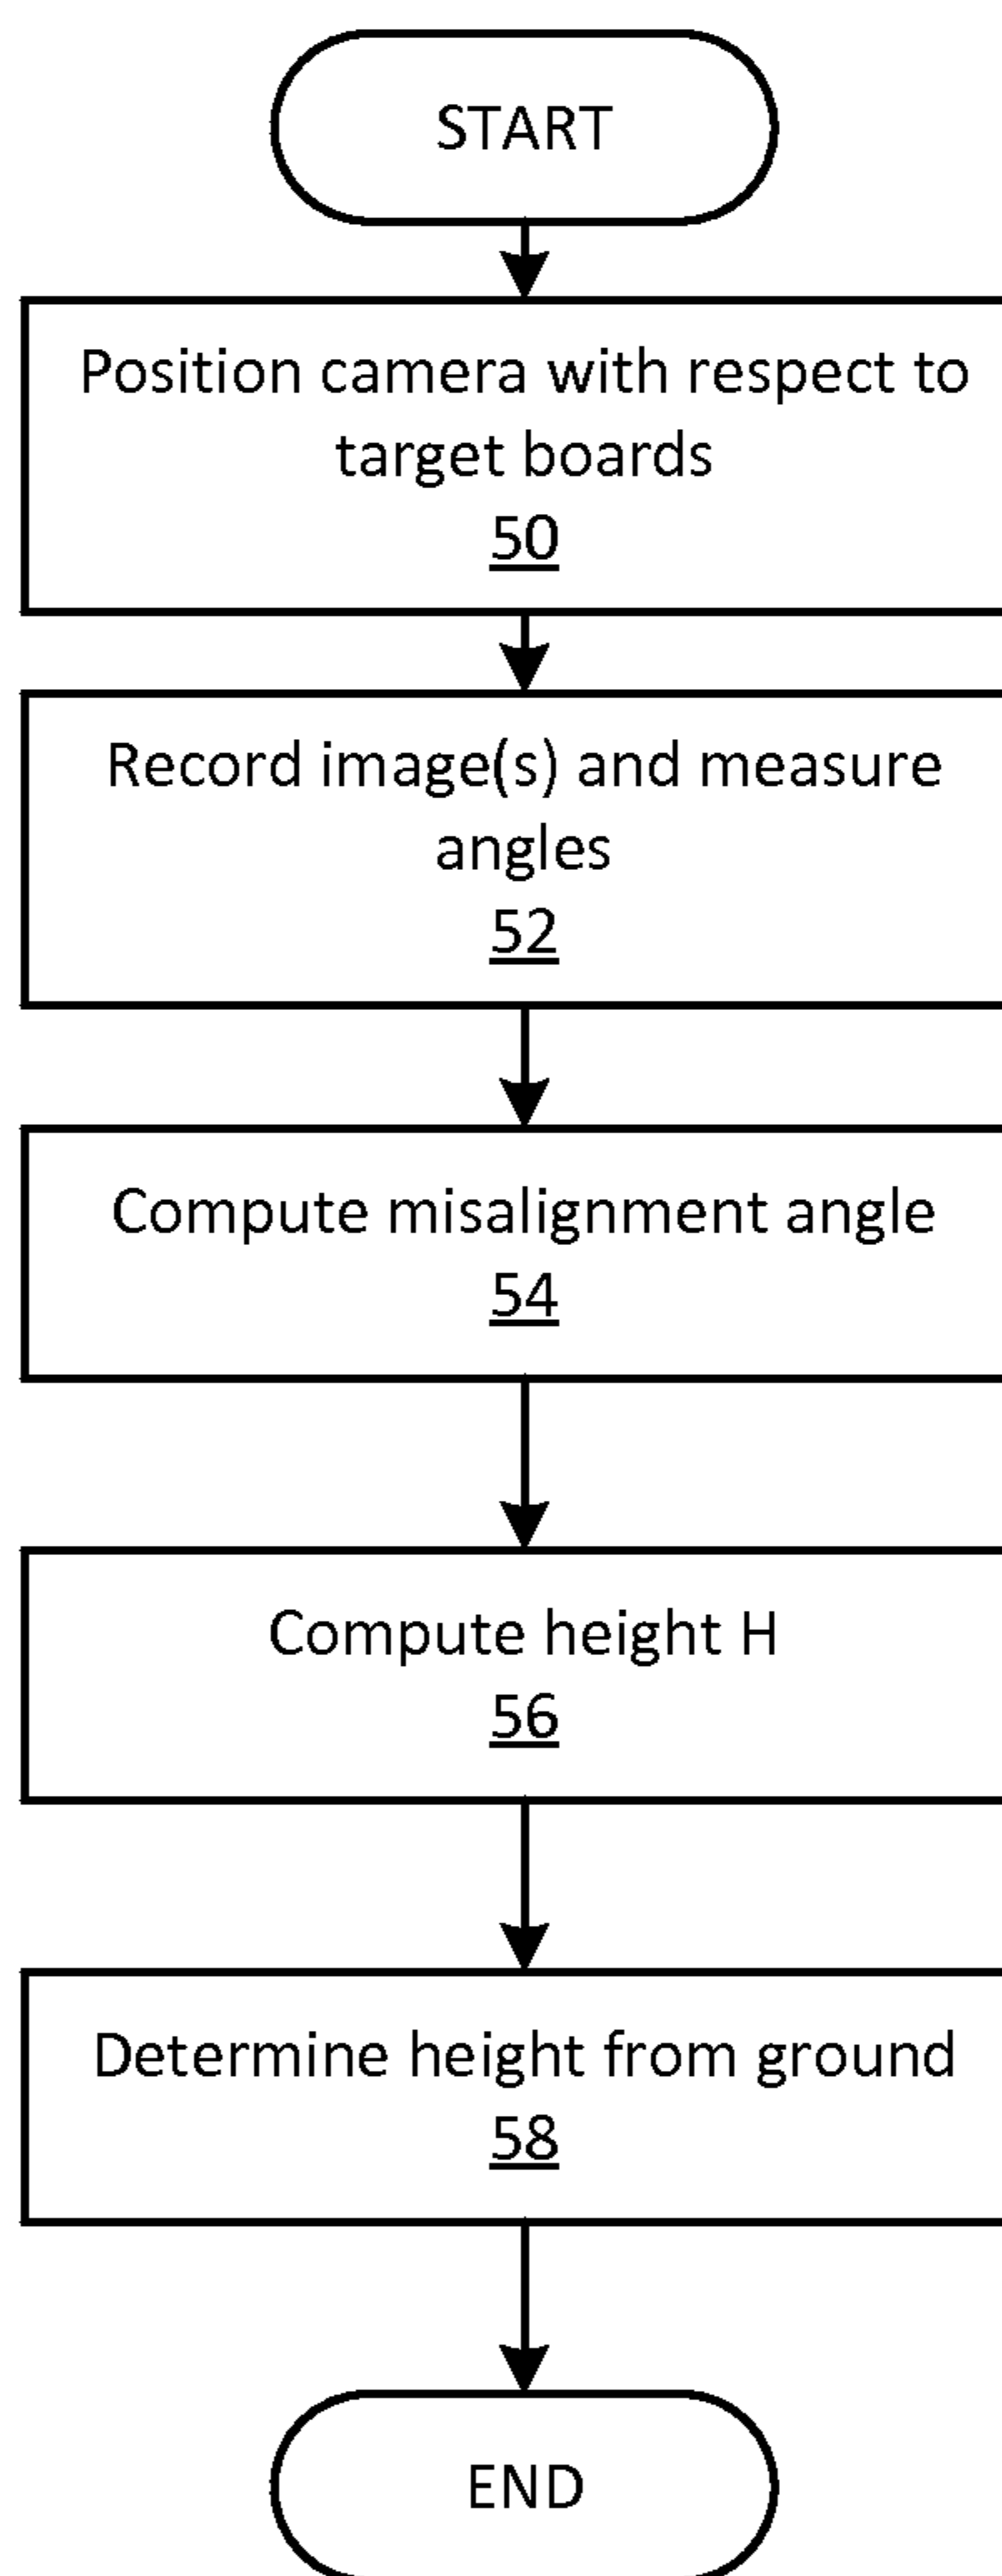 START
Position camera with respect to
target boards
50
Record image(s) and measure
angles
52
Compute misalignment angle
54
Compute height H
56
Determine height from ground
58
END